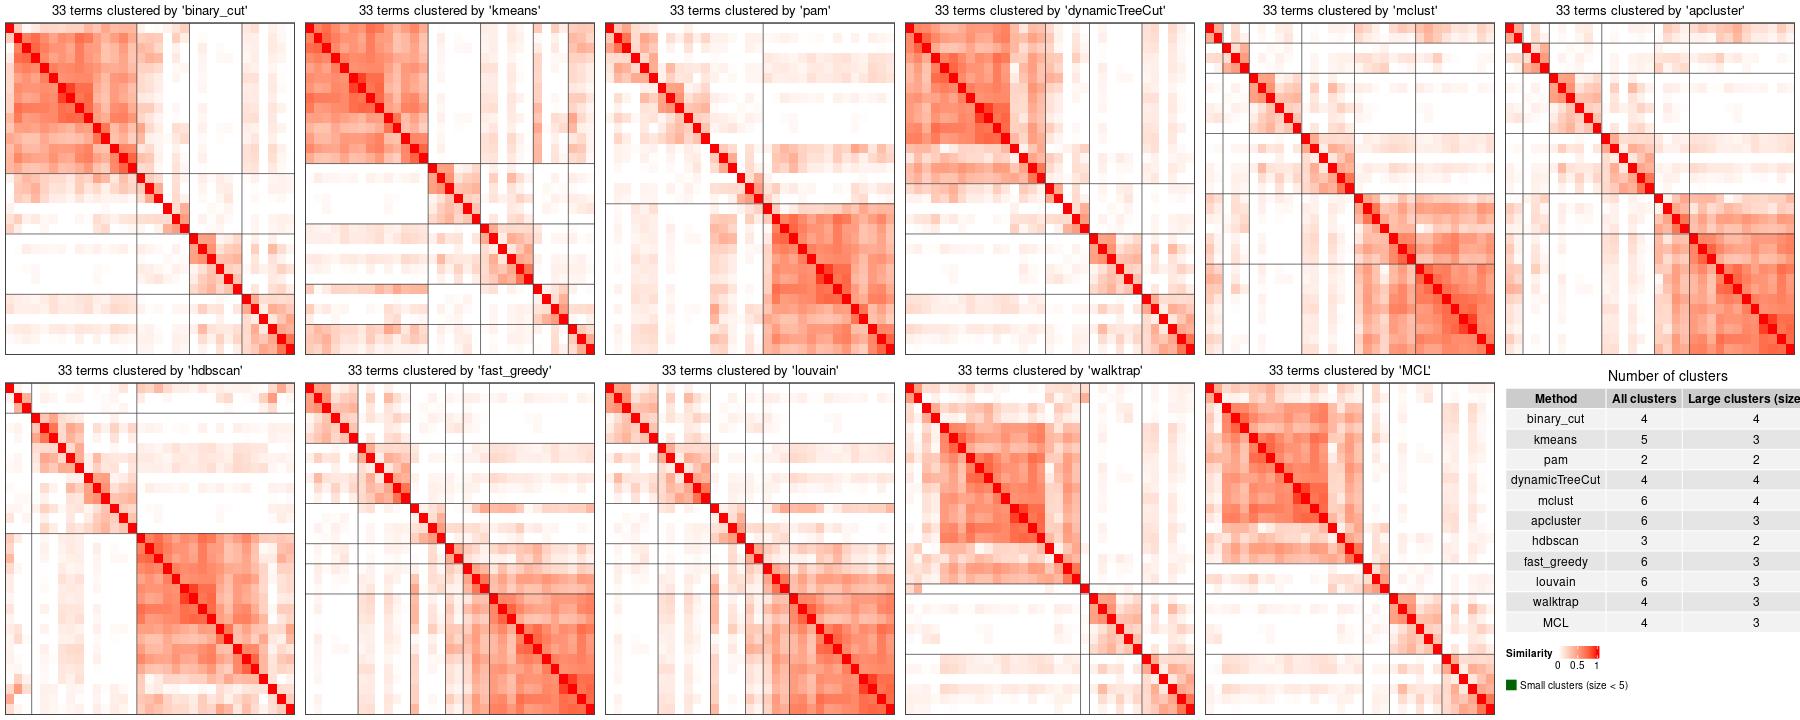 33 terms clustered by 'binary_cut'
33 terms clustered by 'kmeans'
33 terms clustered by 'pam'
33 terms clustered by 'dynamicTreeCut'
33 terms clustered by 'mclust'
33 terms clustered by 'apcluster'
33 terms clustered by 'hdbscan'
33 terms clustered by 'fast_greedy'
33 terms clustered by 'louvain'
33 terms clustered by 'walktrap'
33 terms clustered by 'MCL'
Number of clusters
Method All clusters Large clusters (size
binary_cut 4 4
kmeans 5 3
pam 2 2
dynamicTreeCut 4 4
mclust 6 4
apcluster 6 3
hdbscan 3 2
fast_greedy 6 3
louvain 6 3
walktrap 4 3
MCL 4 3
Similarity
0 0.5 1
Small clusters (size < 5)